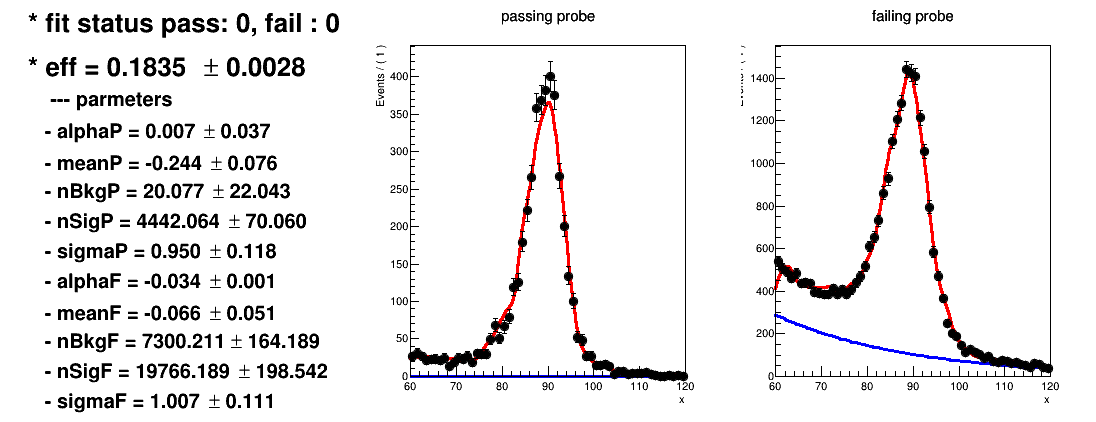 * fit status pass: 0, fail : 0
* eff = 0.1835 ± 0.0028
--- parmeters
- alphaP = 0.007 ± 0.037
- meanP = -0.244 ± 0.076
- nBkgP = 20.077 ± 22.043
- nSigP = 4442.064 ± 70.060
- sigmaP = 0.950 ± 0.118
- alphaF = -0.034 ± 0.001
- meanF = -0.066 ± 0.051
- nBkgF = 7300.211 ± 164.189
- nSigF = 19766.189 ± 198.542
- sigmaF = 1.007 ± 0.111
passing probe
Events / ( 1 )
400
350
300
250
200
150
100
50
0
60 70 80 90 100 110 120
x
failing probe
1400
1200
1000
800
600
400
200
0
60 70 80 90 100 110 120
x